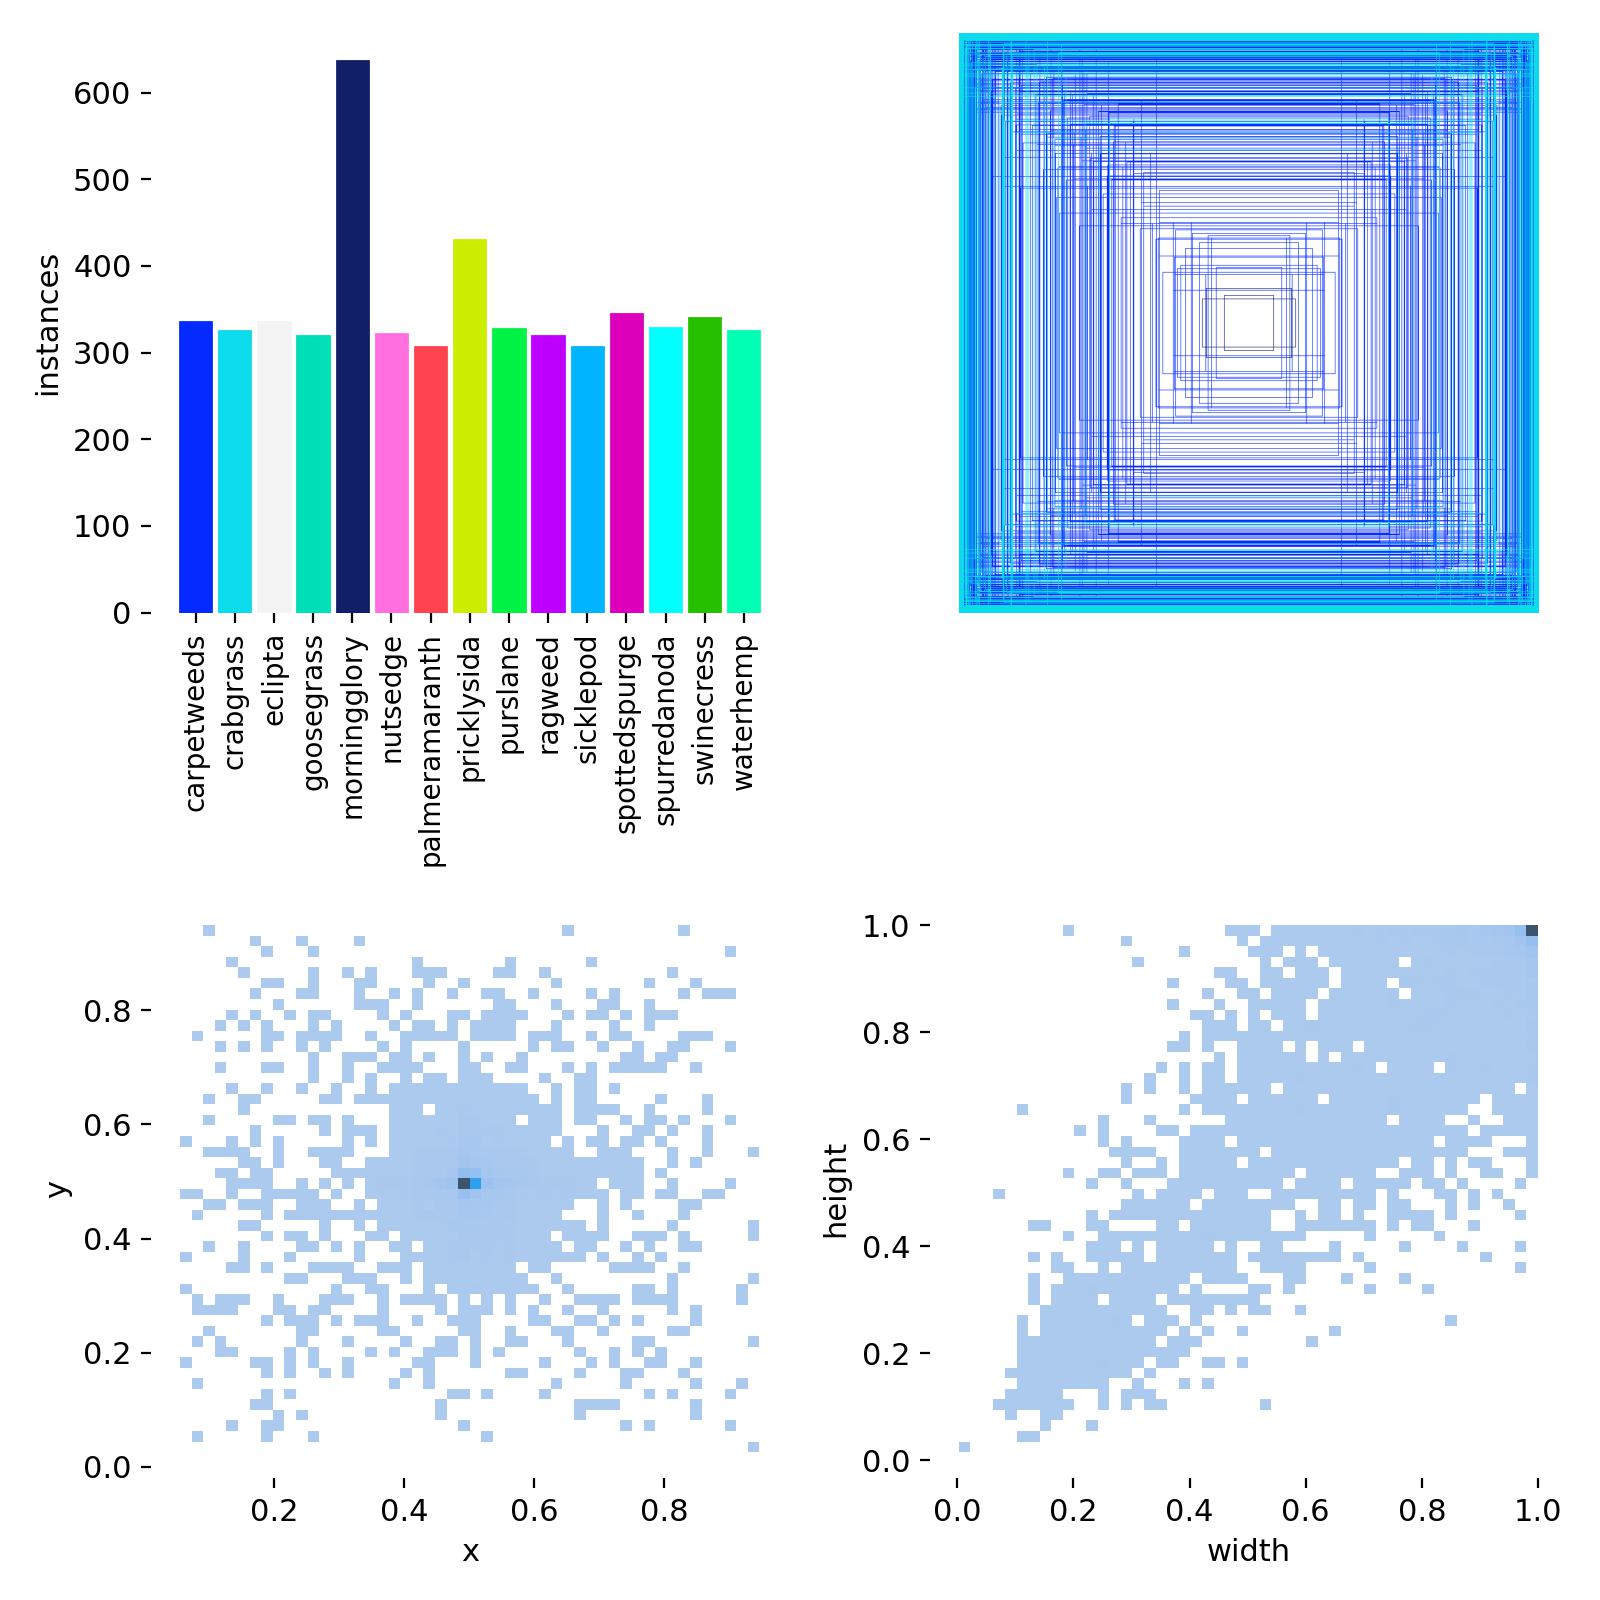 600
500
400
300
200
100
0
instances
carpetweeds
crabgrass
eclipta
goosegrass
morningglory
nutsedge
palmeramaranth
pricklysida
purslane
ragweed
sicklepod
spottedspurge
spurredanoda
swinecress
waterhemp
0.8
0.6
0.4
0.2
0.0
y
0.2 0.4 0.6 0.8
x
1.0
0.8
0.6
0.4
0.2
0.0
height
0.0 0.2 0.4 0.6 0.8 1.0
width